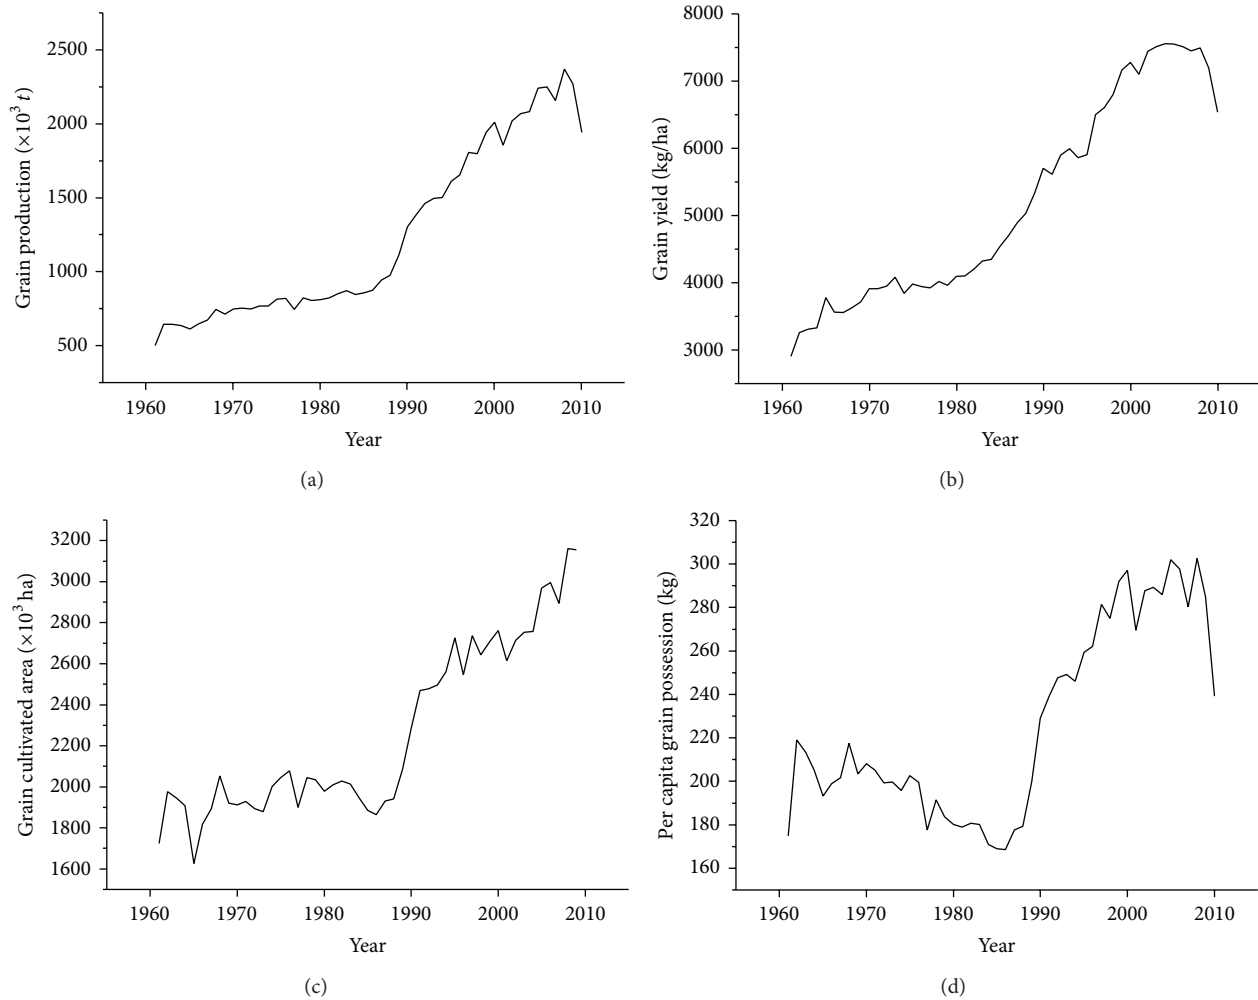 2500
2000
1500
1000
500
Grain production (×10³ t)
1960 1970 1980 1990 2000 2010
Year
(a)
8000
7000
6000
5000
4000
3000
Grain yield (kg/ha)
1960 1970 1980 1990 2000 2010
Year
(b)
3200
3000
2800
2600
2400
2200
2000
1800
1600
Grain cultivated area (×10³ ha)
1960 1970 1980 1990 2000 2010
Year
(c)
320
300
280
260
240
220
200
180
160
Per capita grain possession (kg)
1960 1970 1980 1990 2000 2010
Year
(d)